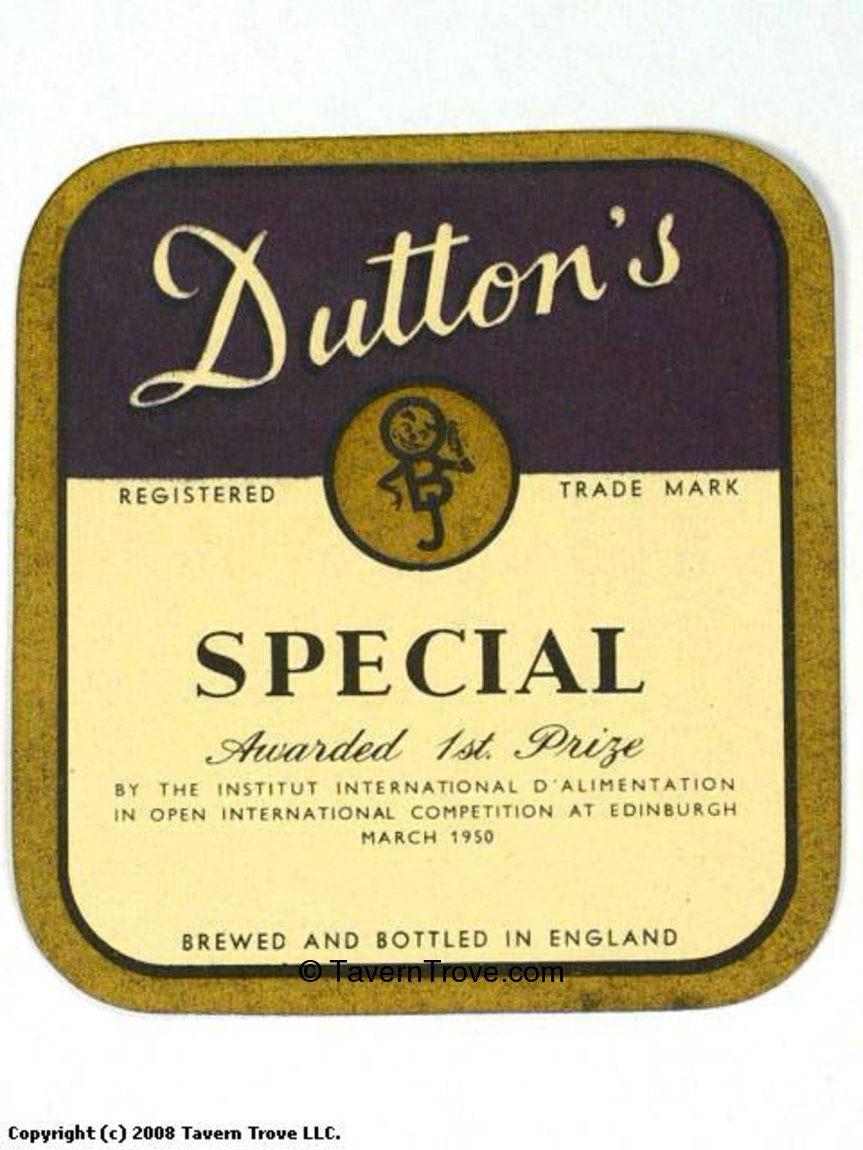 Dutton's
REGISTERED TRADE MARK
OBJ
SPECIAL
Awarded 1st. Prize
BY THE INSTITUT INTERNATIONAL D'ALIMENTATION
IN OPEN INTERNATIONAL COMPETITION AT EDINBURGH
MARCH 1950
BREWED AND BOTTLED IN ENGLAND
© TavernTrove.com
Copyright (c) 2008 Tavern Trove LLC.